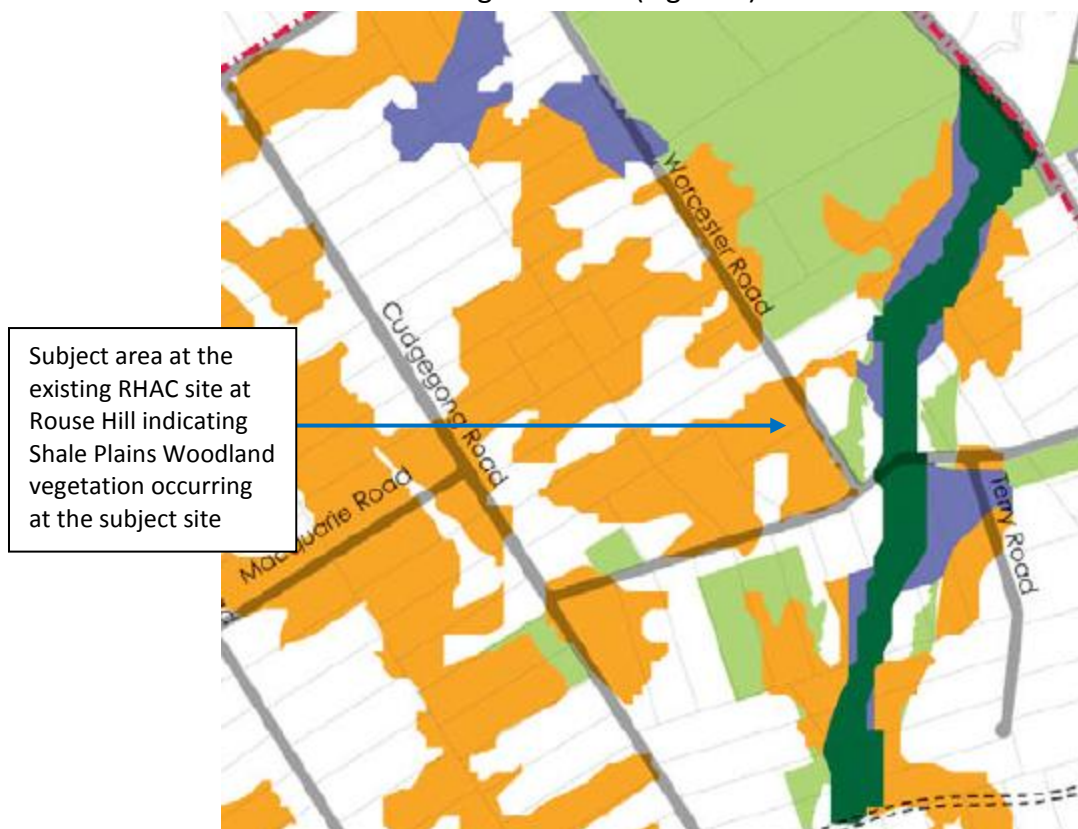 Worcester Road
Cudgegong Road
Subject area at the
existing RHAC site at
Rouse Hill indicating
Shale Plains Woodland
vegetation occurring
at the subject site
Macquarie Road
Terry Road